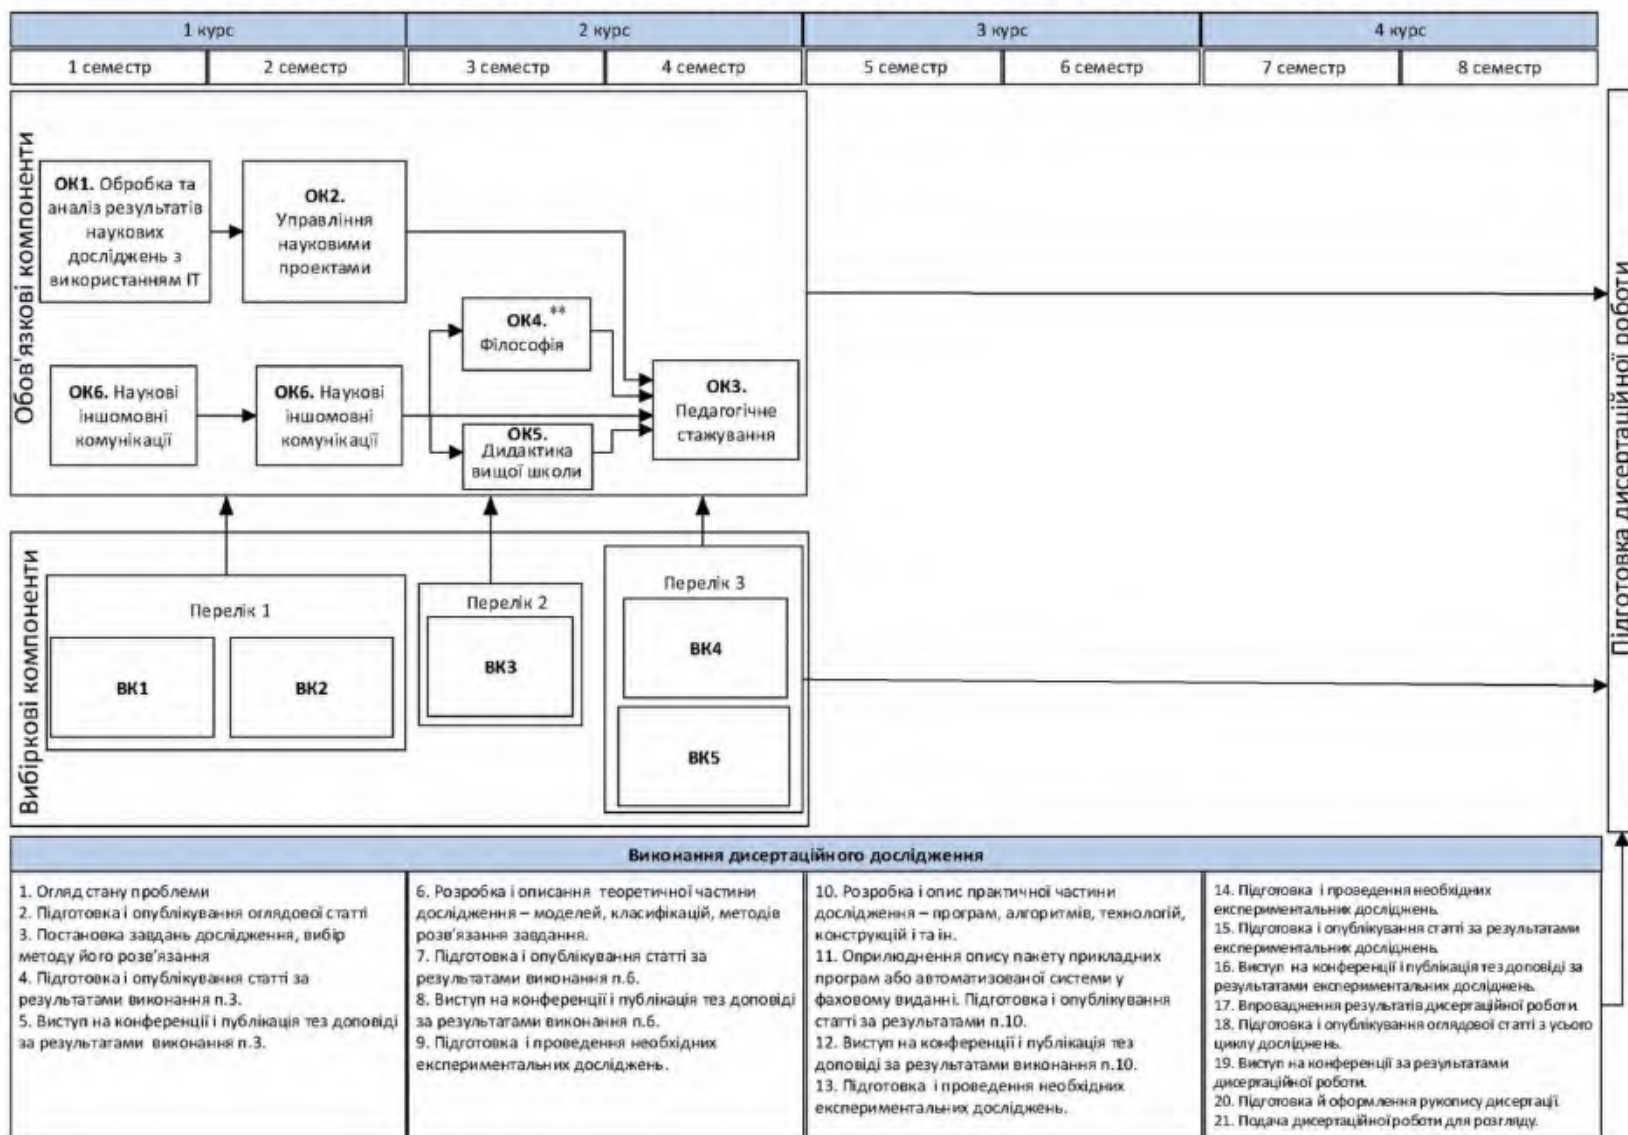 1 курс
2 курс
3 курс
4 курс
1 семестр
2 семестр
3 семестр
4 семестр
5 семестр
6 семестр
7 семестр
8 семестр
Обов'язкові компоненти
ОК1. Обробка та
аналіз результатів
наукових
досліджень з
використанням ІТ
ОК2.
Управління
науковими
проектами
ОК4.**
Філософія
ОК6. Наукові
іншомовні
комунікації
ОК6. Наукові
іншомовні
комунікації
ОК5.
Дидактика
вищої школи
ОК3.
Педагогічне
стажування
Підготовка дисертаційної роботи
Вибіркові компоненти
Перелік 1
ВК1
ВК2
Перелік 2
ВК3
Перелік 3
ВК4
ВК5
Виконання дисертаційного дослідження
1. Огляд стану проблеми
2. Підготовка і опублікування оглядової статті
3. Постановка завдань дослідження, вибір
методу його розв'язання
4. Підготовка і опублікування статті за
результатами виконання п.3.
5. Виступ на конференції і публікація тез доповіді
за результатами виконання п.3.
6. Розробка і описання теоретичної частини
дослідження – моделей, класифікацій, методів
розв'язання завдання.
7. Підготовка і опублікування статті за
результатами виконання п.6.
8. Виступ на конференції і публікація тез доповіді
за результатами виконання п.6.
9. Підготовка і проведення необхідних
експериментальних досліджень.
10. Розробка і опис практичної частини
дослідження – програм, алгоритмів, технологій,
конструкцій і та ін.
11. Оприлюднення опису пакету прикладних
програм або автоматизованої системи у
фаховому виданні. Підготовка і опублікування
статті за результатами п.10.
12. Виступ на конференції і публікація тез
доповіді за результатами виконання п.10.
13. Підготовка і проведення необхідних
експериментальних досліджень.
14. Підготовка і проведення необхідних
експериментальних досліджень.
15. Підготовка і опублікування статті за результатами
експериментальних досліджень.
16. Виступ на конференції і публікація тез доповіді за
результатами експериментальних досліджень.
17. Впровадження результатів дисертаційної роботи.
18. Підготовка і опублікування оглядової статті з усього
циклу досліджень.
19. Виступ на конференції за результатами
дисертаційної роботи.
20. Підготовка й оформлення рукопису дисертації.
21. Подача дисертаційної роботи для розгляду.